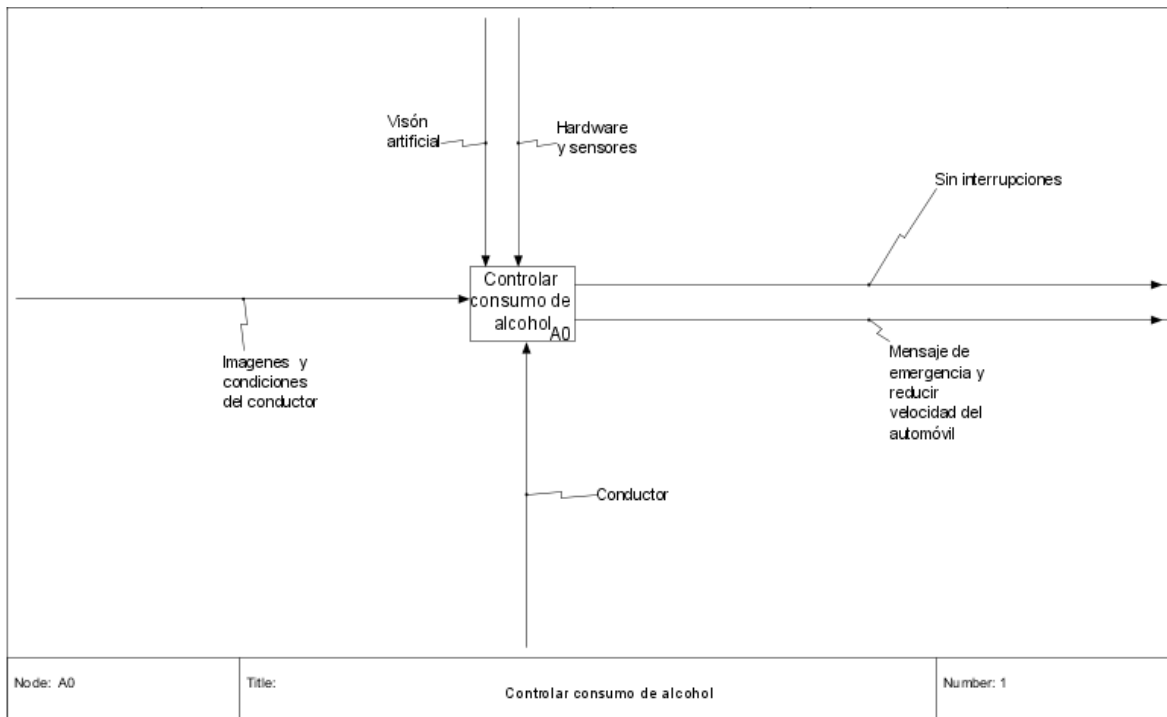 Visón
artificial
Hardware
y sensores
Sin interrupciones
Controlar
consumo de
alcohol
A0
Imagenes y
condiciones
del conductor
Mensaje de
emergencia y
reducir
velocidad del
automóvil
Conductor
Node: A0
Title:
Controlar consumo de alcohol
Number: 1